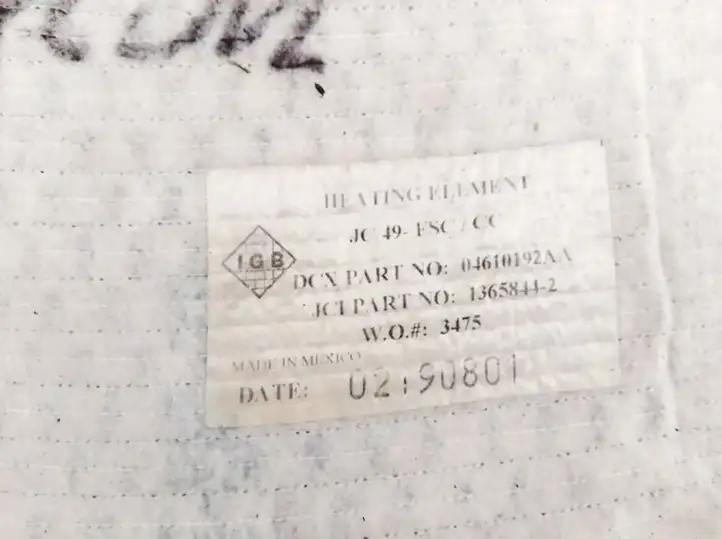 HEATING ELEMENT
JC 49- FSC / CC
IGB
DCX PART NO: 04610192AA
JCI PART NO: 1365844-2
W.O.#: 3475
MADE IN MEXICO
DATE: 02:90801